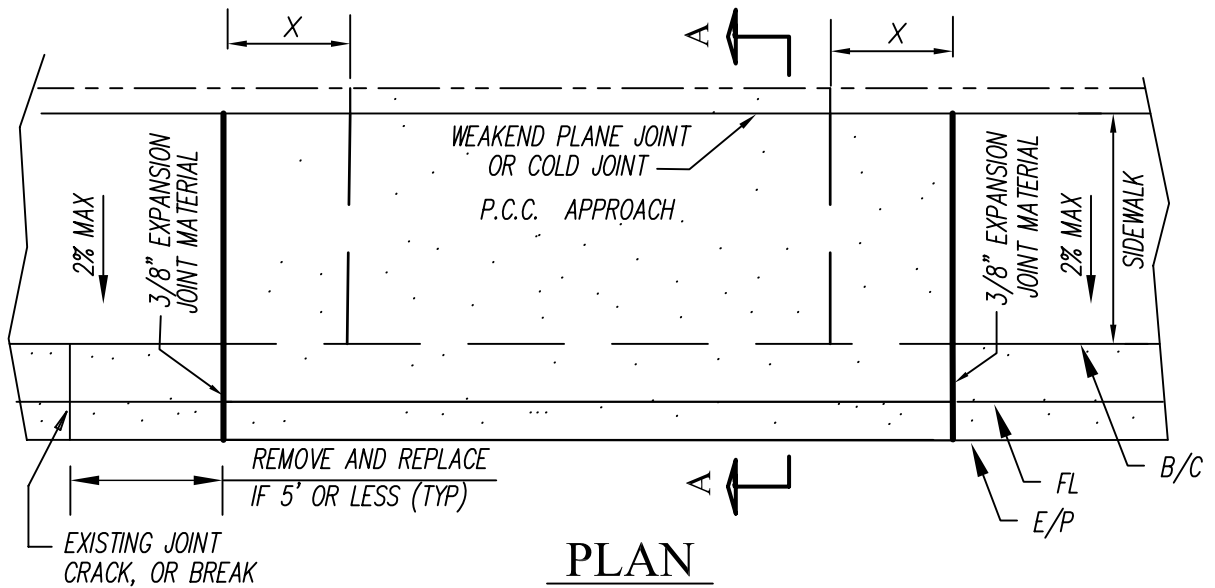 X
A
X
WEAKEND PLANE JOINT
OR COLD JOINT
P.C.C. APPROACH
2% MAX
3/8" EXPANSION
JOINT MATERIAL
3/8" EXPANSION
JOINT MATERIAL
2% MAX
SIDEWALK
REMOVE AND REPLACE
IF 5' OR LESS (TYP)
A
B/C
FL
E/P
EXISTING JOINT
CRACK, OR BREAK
PLAN